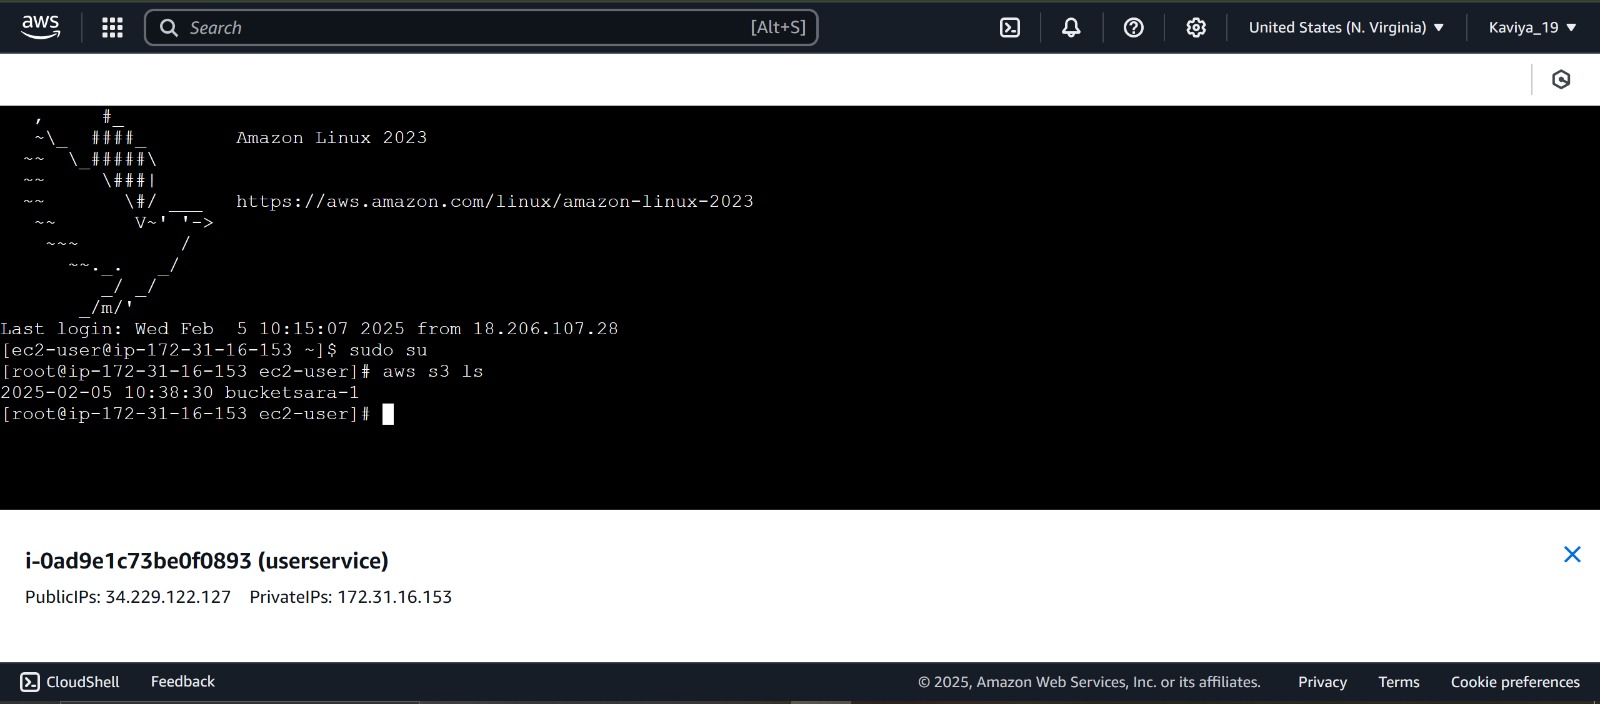 aws
Search [Alt+S]
United States (N. Virginia) ▼
Kaviya_19 ▼
   ,     #_
   ~\_  ####_        Amazon Linux 2023
  ~~  \_#####\
  ~~     \###|
  ~~       \#/ ___   https://aws.amazon.com/linux/amazon-linux-2023
   ~~       V~' '->
    ~~~         /
      ~~._.   _/
         _/ _/
       _/m/'
Last login: Wed Feb  5 10:15:07 2025 from 18.206.107.28
[ec2-user@ip-172-31-16-153 ~]$ sudo su
[root@ip-172-31-16-153 ec2-user]# aws s3 ls
2025-02-05 10:38:30 bucketsara-1
[root@ip-172-31-16-153 ec2-user]#
i-0ad9e1c73be0f0893 (userservice)
PublicIPs: 34.229.122.127 PrivateIPs: 172.31.16.153
CloudShell Feedback © 2025, Amazon Web Services, Inc. or its affiliates. Privacy Terms Cookie preferences